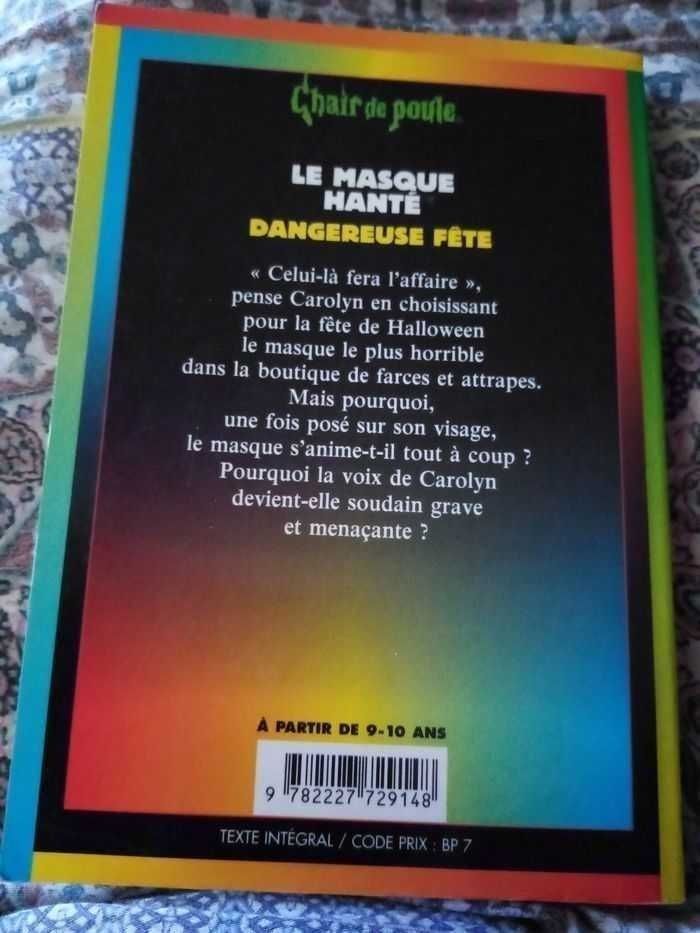 Chair de poule
LE MASQUE
HANTÉ
DANGEREUSE FÊTE
« Celui-là fera l'affaire »,
pense Carolyn en choisissant
pour la fête de Halloween
le masque le plus horrible
dans la boutique de farces et attrapes.
Mais pourquoi,
une fois posé sur son visage,
le masque s'anime-t-il tout à coup ?
Pourquoi la voix de Carolyn
devient-elle soudain grave
et menaçante ?
À PARTIR DE 9-10 ANS
9 782227 729148
TEXTE INTÉGRAL / CODE PRIX : BP 7